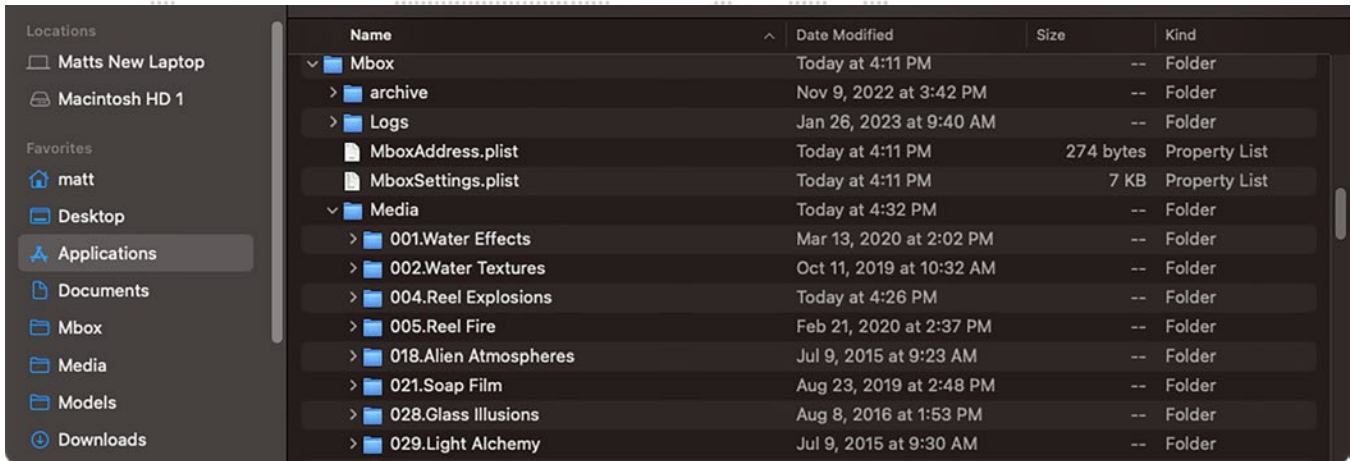 Locations
Matts New Laptop
Macintosh HD 1
Favorites
matt
Desktop
Applications
Documents
Mbox
Media
Models
Downloads
Name Date Modified Size Kind
Mbox Today at 4:11 PM -- Folder
archive Nov 9, 2022 at 3:42 PM -- Folder
Logs Jan 26, 2023 at 9:40 AM -- Folder
MboxAddress.plist Today at 4:11 PM 274 bytes Property List
MboxSettings.plist Today at 4:11 PM 7 KB Property List
Media Today at 4:32 PM -- Folder
001.Water Effects Mar 13, 2020 at 2:02 PM -- Folder
002.Water Textures Oct 11, 2019 at 10:32 AM -- Folder
004.Reel Explosions Today at 4:26 PM -- Folder
005.Reel Fire Feb 21, 2020 at 2:37 PM -- Folder
018.Alien Atmospheres Jul 9, 2015 at 9:23 AM -- Folder
021.Soap Film Aug 23, 2019 at 2:48 PM -- Folder
028.Glass Illusions Aug 8, 2016 at 1:53 PM -- Folder
029.Light Alchemy Jul 9, 2015 at 9:30 AM -- Folder